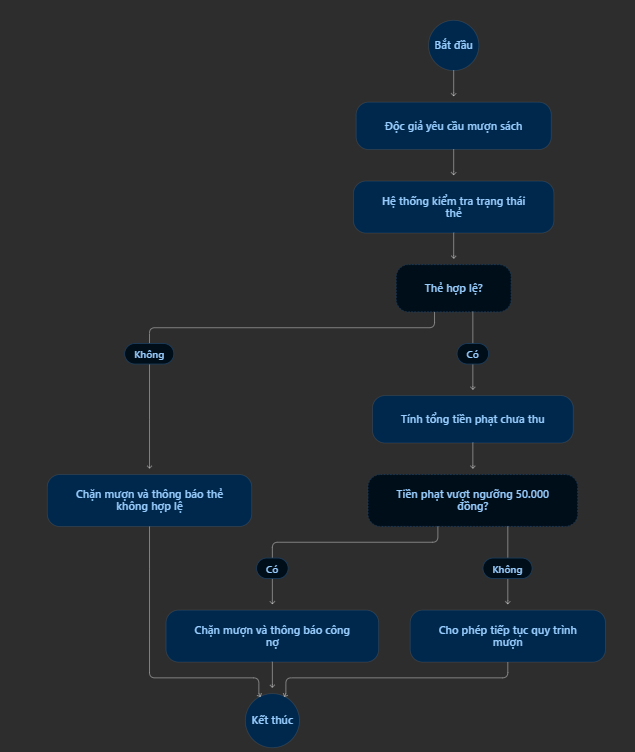 Bắt đầu
Độc giả yêu cầu mượn sách
Hệ thống kiểm tra trạng thái
thẻ
Thẻ hợp lệ?
Không
Có
Tính tổng tiền phạt chưa thu
Chặn mượn và thông báo thẻ
không hợp lệ
Tiền phạt vượt ngưỡng 50.000
đồng?
Có
Không
Chặn mượn và thông báo công
nợ
Cho phép tiếp tục quy trình
mượn
Kết thúc